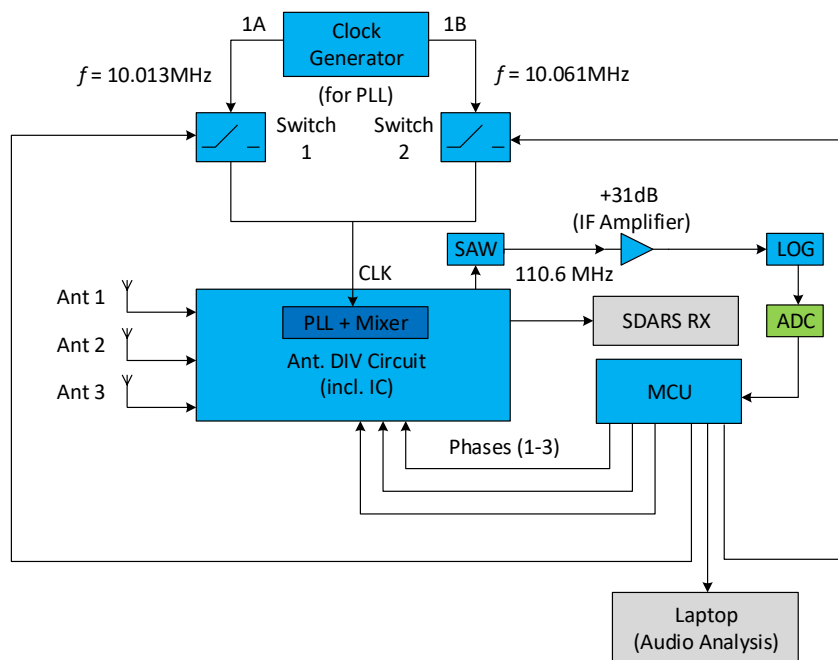 1A
Clock
Generator
1B
f = 10.013MHz
(for PLL)
f = 10.061MHz
Switch
1
Switch
2
+31dB
(IF Amplifier)
SAW
LOG
110.6 MHz
CLK
Ant 1
PLL + Mixer
SDARS RX
ADC
Ant 2
Ant. DIV Circuit
(incl. IC)
Ant 3
MCU
Phases (1-3)
Laptop
(Audio Analysis)